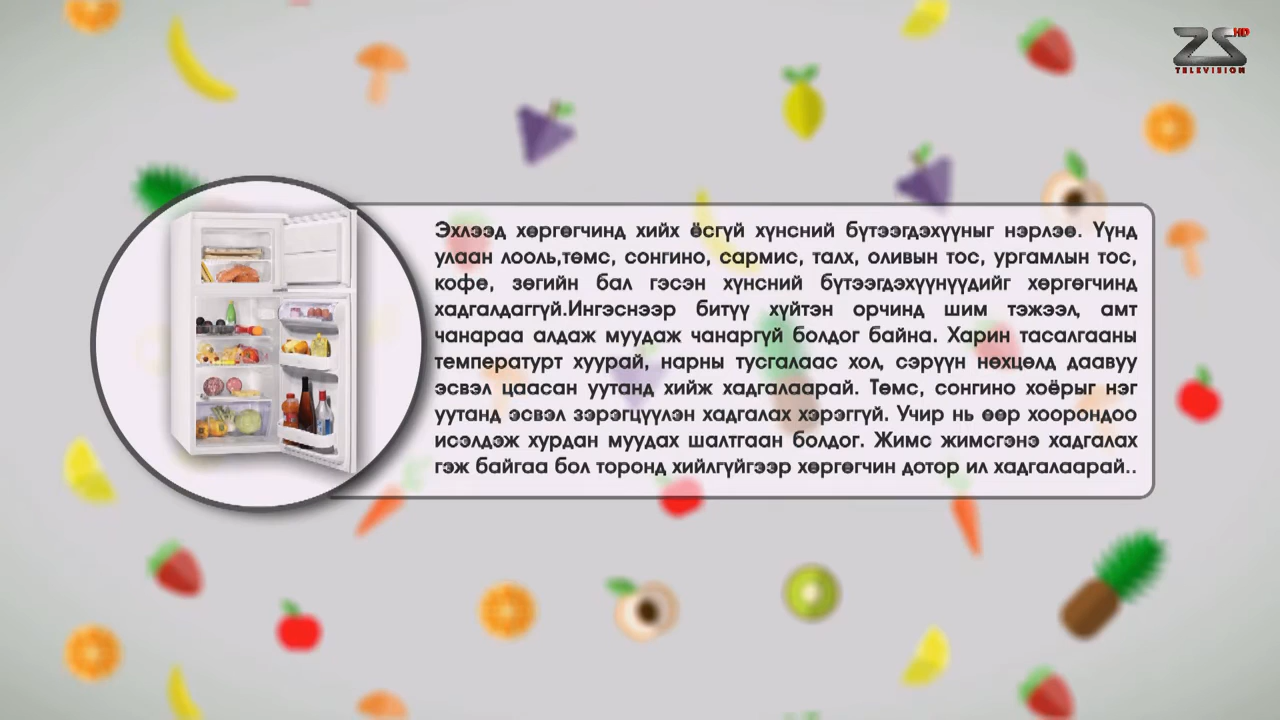 ZS HD
TELEVISION
Эхлээд хөргөгчинд хийх ёсгүй хүнсний бүтээгдэхүүныг нэрлэе. Үүнд
улаан лооль,төмс, сонгино, сармис, талх, оливын тос, ургамлын тос,
кофе, зөгийн бал гэсэн хүнсний бүтээгдэхүүнүүдийг хөргөгчинд
хадгалдаггүй.Ингэснээр битүү хүйтэн орчинд шим тэжээл, амт
чанараа алдаж муудаж чанаргүй болдог байна. Харин тасалгааны
температурт хуурай, нарны тусгалаас хол, сэрүүн нөхцөлд даавуу
эсвэл цаасан уутанд хийж хадгалаарай. Төмс, сонгино хоёрыг нэг
уутанд эсвэл зэрэгцүүлэн хадгалах хэрэггүй. Учир нь өөр хоорондоо
исэлдэж хурдан муудах шалтгаан болдог. Жимс жимсгэнэ хадгалах
гэж байгаа бол торонд хийлгүйгээр хөргөгчин дотор ил хадгалаарай..